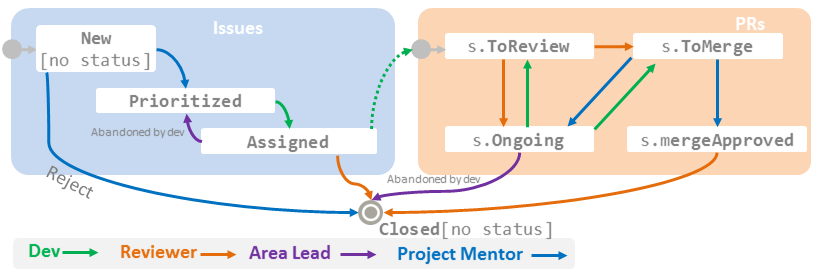 Issues
PRs
New
[no status]
s.ToReview
s.ToMerge
Prioritized
Abandoned by dev
Assigned
s.Ongoing
s.mergeApproved
Reject
Abandoned by dev
Closed[no status]
Dev
Reviewer
Area Lead
Project Mentor